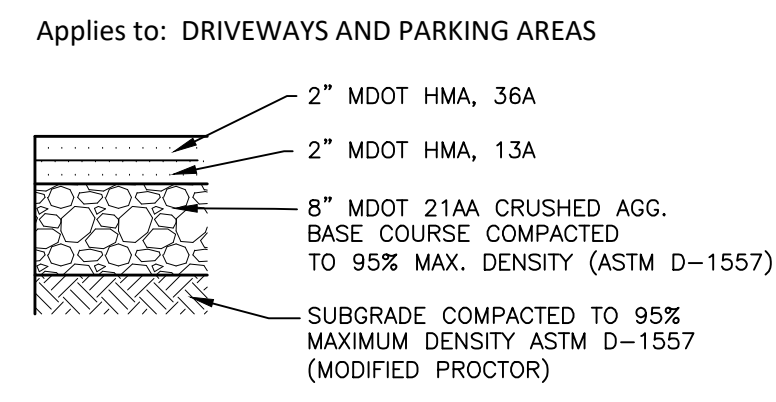 Applies to: DRIVEWAYS AND PARKING AREAS
2” MDOT HMA, 36A
2” MDOT HMA, 13A
8” MDOT 21AA CRUSHED AGG.
BASE COURSE COMPACTED
TO 95% MAX. DENSITY (ASTM D–1557)
SUBGRADE COMPACTED TO 95%
MAXIMUM DENSITY ASTM D–1557
(MODIFIED PROCTOR)